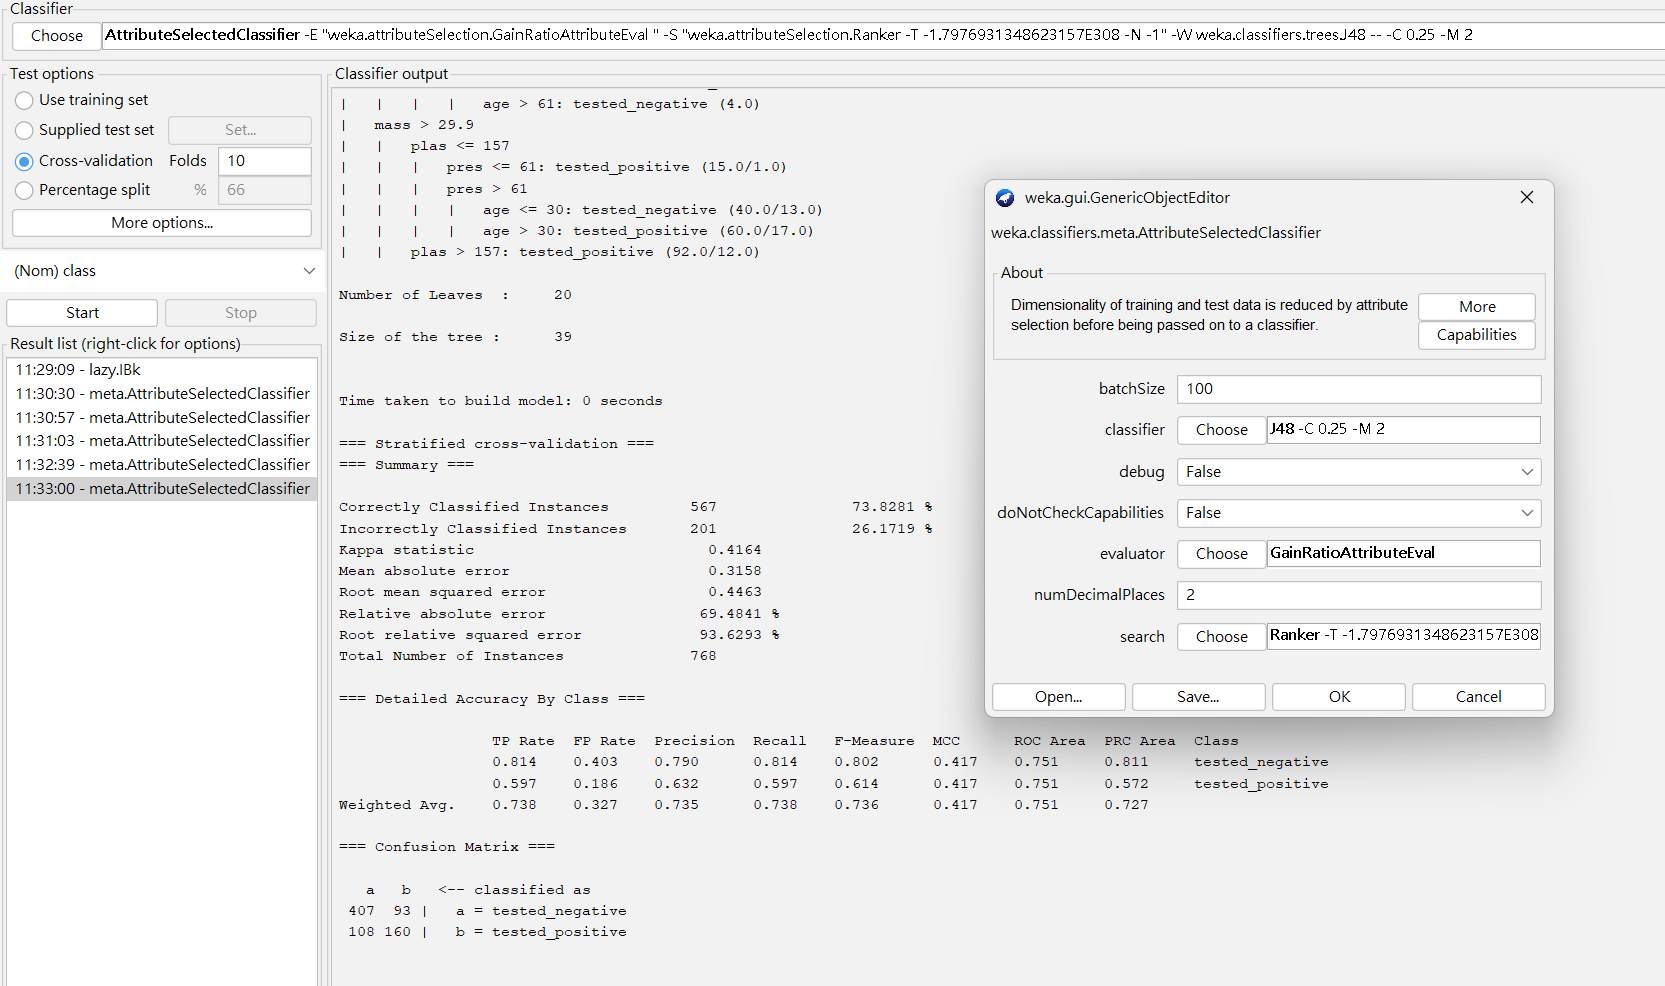 Classifier
Choose AttributeSelectedClassifier -E "weka.attributeSelection.GainRatioAttributeEval " -S "weka.attributeSelection.Ranker -T -1.7976931348623157E308 -N -1" -W weka.classifiers.trees.J48 -- -C 0.25 -M 2
Test options
Use training set
Supplied test set Set...
Cross-validation Folds 10
Percentage split % 66
More options...
(Nom) class
Start Stop
Result list (right-click for options)
11:29:09 - lazy.IBk
11:30:30 - meta.AttributeSelectedClassifier
11:30:57 - meta.AttributeSelectedClassifier
11:31:03 - meta.AttributeSelectedClassifier
11:32:39 - meta.AttributeSelectedClassifier
11:33:00 - meta.AttributeSelectedClassifier
Classifier output
| | | | age > 61: tested_negative (4.0)
| mass > 29.9
| | plas <= 157
| | | pres <= 61: tested_positive (15.0/1.0)
| | | pres > 61
| | | | age <= 30: tested_negative (40.0/13.0)
| | | | age > 30: tested_positive (60.0/17.0)
| | plas > 157: tested_positive (92.0/12.0)
Number of Leaves : 20
Size of the tree : 39
Time taken to build model: 0 seconds
=== Stratified cross-validation ===
=== Summary ===
Correctly Classified Instances 567 73.8281 %
Incorrectly Classified Instances 201 26.1719 %
Kappa statistic 0.4164
Mean absolute error 0.3158
Root mean squared error 0.4463
Relative absolute error 69.4841 %
Root relative squared error 93.6293 %
Total Number of Instances 768
=== Detailed Accuracy By Class ===
TP Rate FP Rate Precision Recall F-Measure MCC ROC Area PRC Area Class
0.814 0.403 0.790 0.814 0.802 0.417 0.751 0.811 tested_negative
0.597 0.186 0.632 0.597 0.614 0.417 0.751 0.572 tested_positive
Weighted Avg. 0.738 0.327 0.735 0.738 0.736 0.417 0.751 0.727
=== Confusion Matrix ===
a b <-- classified as
407 93 | a = tested_negative
108 160 | b = tested_positive
weka.gui.GenericObjectEditor
weka.classifiers.meta.AttributeSelectedClassifier
About
Dimensionality of training and test data is reduced by attribute
selection before being passed on to a classifier.
More
Capabilities
batchSize 100
classifier Choose J48 -C 0.25 -M 2
debug False
doNotCheckCapabilities False
evaluator Choose GainRatioAttributeEval
numDecimalPlaces 2
search Choose Ranker -T -1.7976931348623157E308
Open... Save... OK Cancel